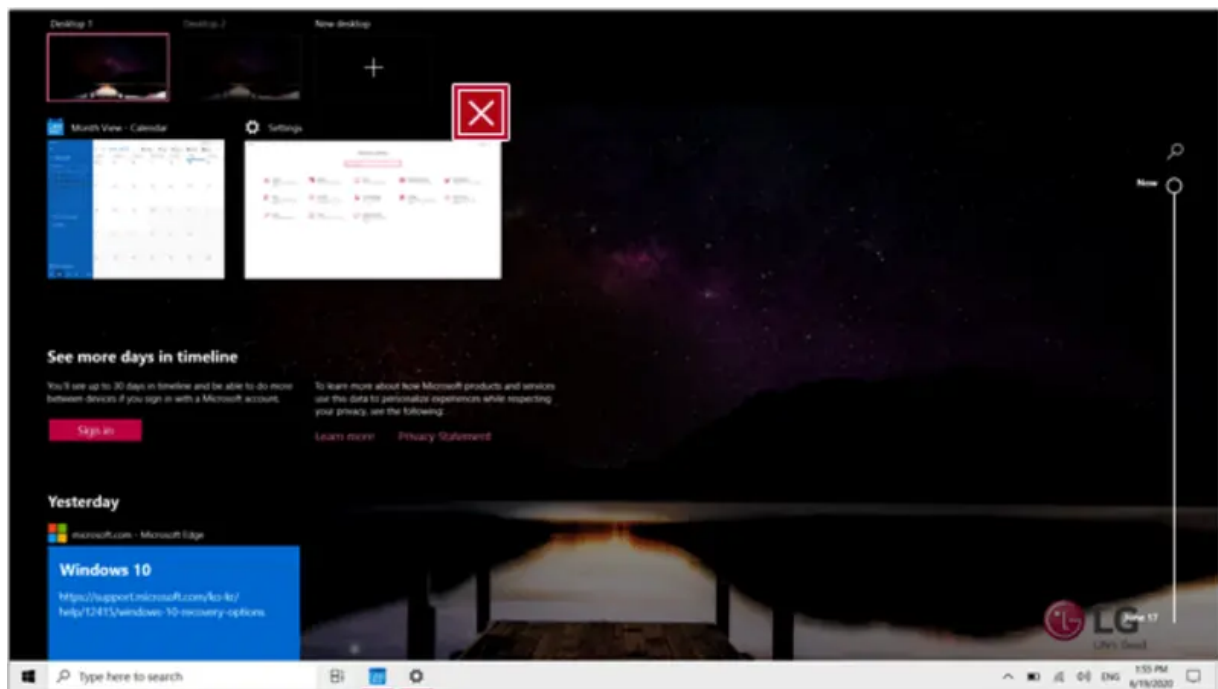 Desktop 1
Desktop 2
New desktop
Month View - Calendar
Settings
Now
See more days in timeline
You'll see up to 30 days in timeline and be able to do more
between devices if you sign in with a Microsoft account.
Sign in
To learn more about how Microsoft products and services
use this data to personalize experiences while respecting
your privacy, see the following:
Learn more
Privacy Statement
Yesterday
microsoft.com - Microsoft Edge
Windows 10
https://support.microsoft.com/ko-kr/
help/12415/windows-10-recovery-options
June 17
LG
Life's Good
Type here to search
ENG
1:55 PM
6/19/2020